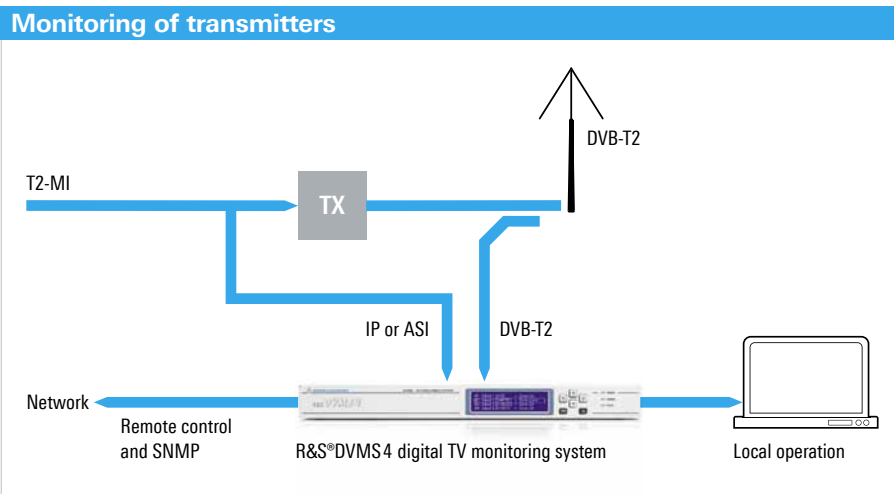 Monitoring of transmitters
DVB-T2
T2-MI
TX
IP or ASI
DVB-T2
Network
Remote control
and SNMP
R&S®DVMS4 digital TV monitoring system
Local operation